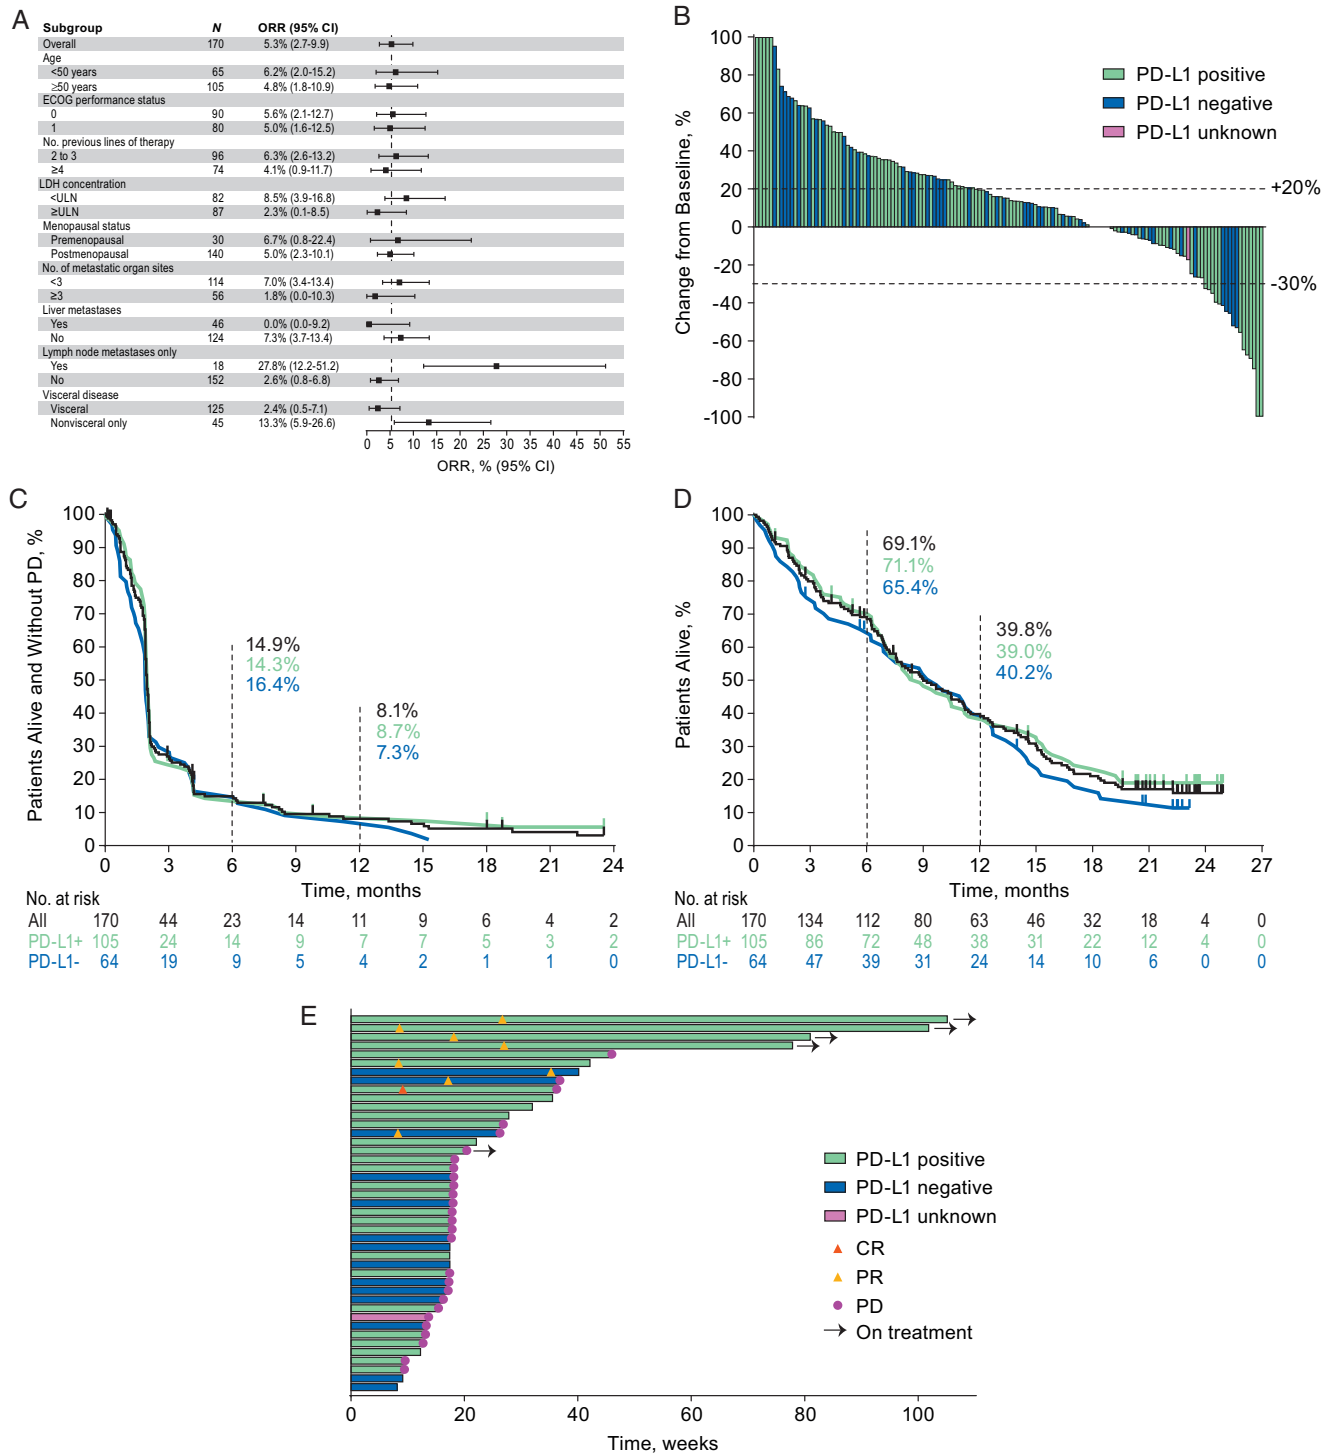 A
Subgroup N ORR (95% CI)
Overall 170 5.3% (2.7-9.9)
Age
<50 years 65 6.2% (2.0-15.2)
≥50 years 105 4.8% (1.8-10.9)
ECOG performance status
0 90 5.6% (2.1-12.7)
1 80 5.0% (1.6-12.5)
No. previous lines of therapy
2 to 3 96 6.3% (2.6-13.2)
≥4 74 4.1% (0.9-11.7)
LDH concentration
<ULN 82 8.5% (3.9-16.8)
≥ULN 87 2.3% (0.1-8.5)
Menopausal status
Premenopausal 30 6.7% (0.8-22.4)
Postmenopausal 140 5.0% (2.3-10.1)
No. of metastatic organ sites
<3 114 7.0% (3.4-13.4)
≥3 56 1.8% (0.0-10.3)
Liver metastases
Yes 46 0.0% (0.0-9.2)
No 124 7.3% (3.7-13.4)
Lymph node metastases only
Yes 18 27.8% (12.2-51.2)
No 152 2.6% (0.8-6.8)
Visceral disease
Visceral 125 2.4% (0.5-7.1)
Nonvisceral only 45 13.3% (5.9-26.6)
0 5 10 15 20 25 30 35 40 45 50 55
ORR, % (95% CI)
B
Change from Baseline, %
100
80
60
40
20
0
-20
-40
-60
-80
-100
PD-L1 positive
PD-L1 negative
PD-L1 unknown
+20%
-30%
C
Patients Alive and Without PD, %
100
90
80
70
60
50
40
30
20
10
0
14.9%
14.3%
16.4%
8.1%
8.7%
7.3%
0 3 6 9 12 15 18 21 24
Time, months
No. at risk
All 170 44 23 14 11 9 6 4 2
PD-L1+ 105 24 14 9 7 7 5 3 2
PD-L1- 64 19 9 5 4 2 1 1 0
D
Patients Alive, %
100
90
80
70
60
50
40
30
20
10
0
69.1%
71.1%
65.4%
39.8%
39.0%
40.2%
0 3 6 9 12 15 18 21 24 27
Time, months
No. at risk
All 170 134 112 80 63 46 32 18 4 0
PD-L1+ 105 86 72 48 38 31 22 12 4 0
PD-L1- 64 47 39 31 24 14 10 6 0 0
E
PD-L1 positive
PD-L1 negative
PD-L1 unknown
CR
PR
PD
On treatment
0 20 40 60 80 100
Time, weeks